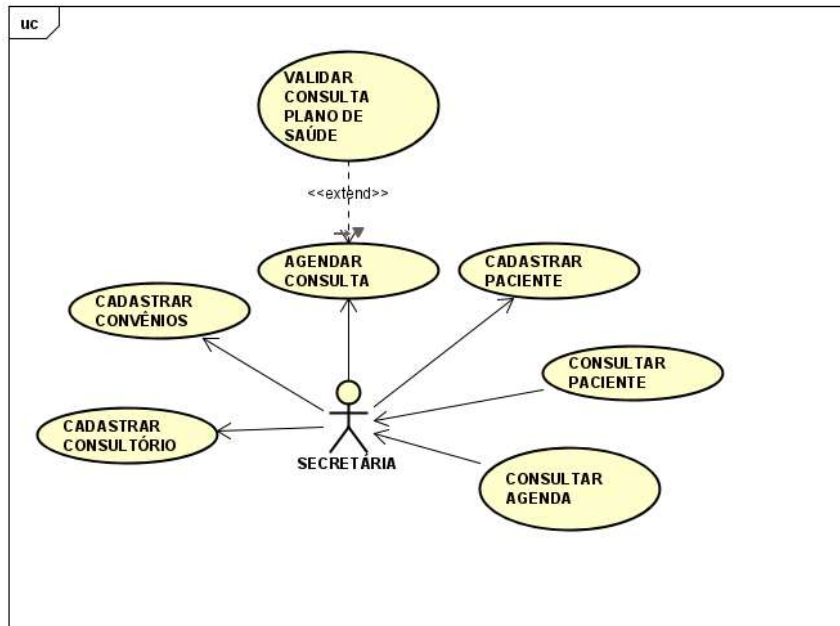 uc
VALIDAR
CONSULTA
PLANO DE
SAÚDE
<<extend>>
AGENDAR
CONSULTA
CADASTRAR
PACIENTE
CADASTRAR
CONVÊNIOS
CONSULTAR
PACIENTE
CADASTRAR
CONSULTÓRIO
SECRETÁRIA
CONSULTAR
AGENDA